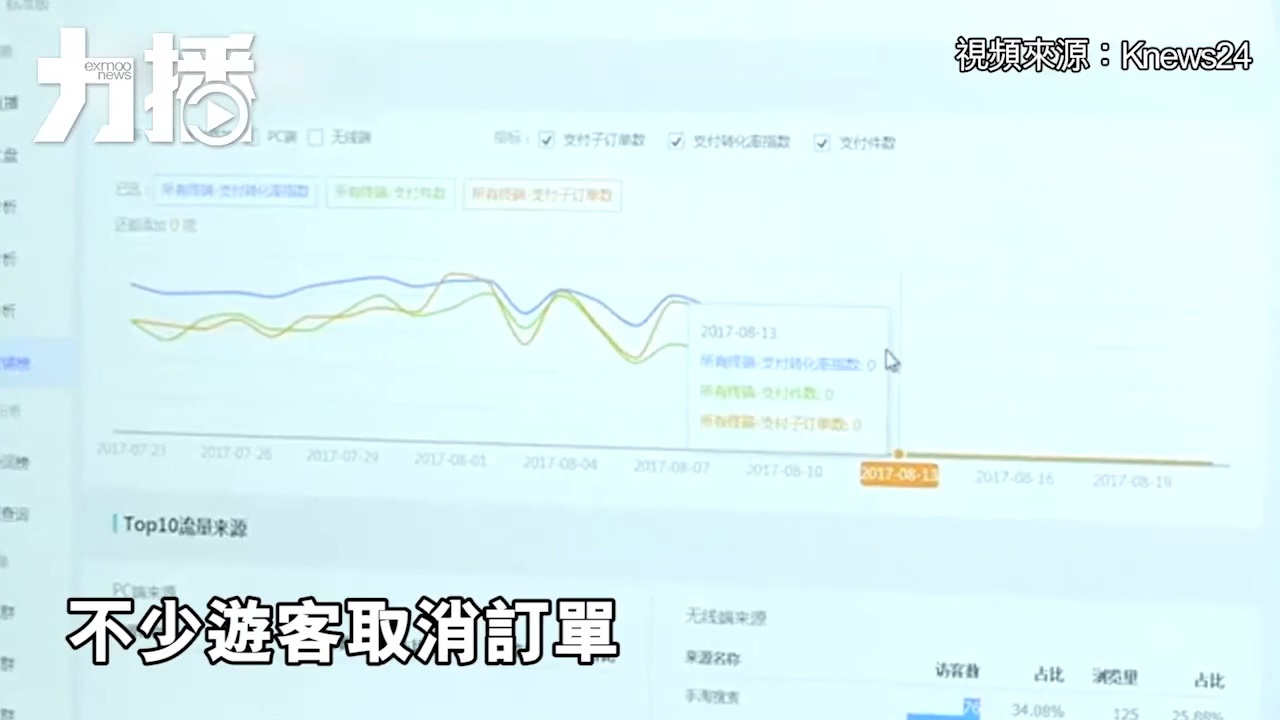 标准版
力播
exmoo
news
視頻來源：Knews24
PC端 无线端
指标： 支付子订单数 支付转化率指数 支付件数
已选： 所有终端-支付转化率指数 所有终端-支付件数 所有终端-支付子订单数
还能添加 0 项
2017-08-13
所有终端-支付转化率指数: 0
所有终端-支付件数: 0
所有终端-支付子订单数: 0
2017-07-23 2017-07-26 2017-07-29 2017-08-01 2017-08-04 2017-08-07 2017-08-10 2017-08-13 2017-08-16 2017-08-19
Top10流量来源
PC端来源
无线端来源
不少遊客取消訂單
来源名称 访客数 占比 浏览量 占比
手淘搜索 76 34.08% 125 25.88%